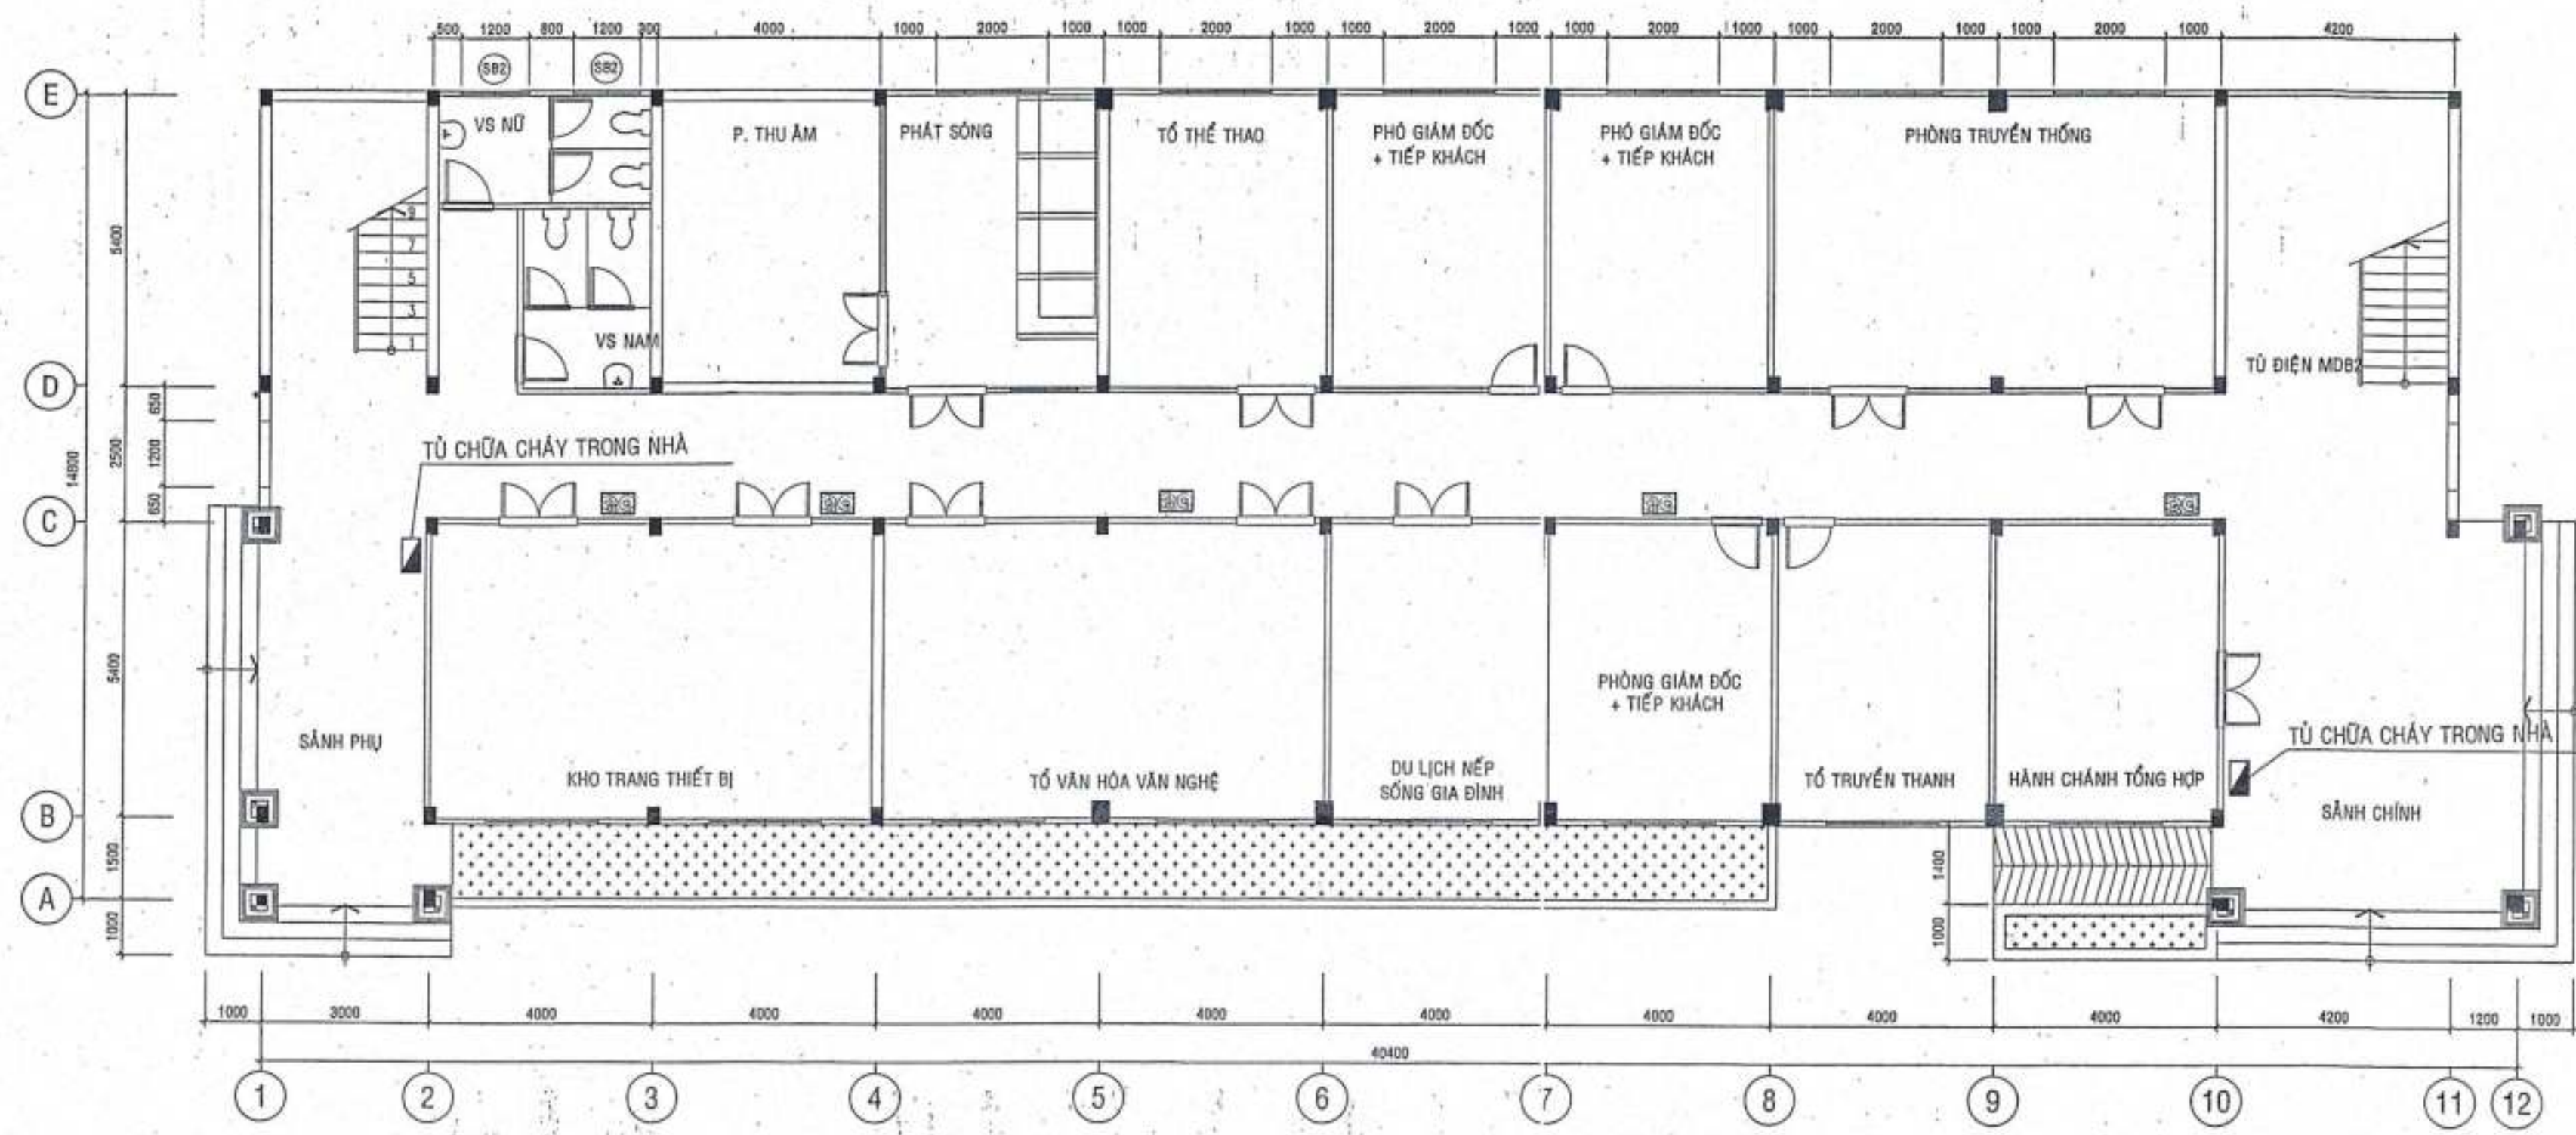 500 1200 800 1200 300 4000 1000 2000 1000 1000 2000 1000 1000 2000 1000 1000 2000 1000 1000 2000 1000 1000 2000 1000 4200
SB2 SB2
E
VS NỮ
P. THU ÂM
PHÁT SÓNG
TỔ THỂ THAO
PHÓ GIÁM ĐỐC
+ TIẾP KHÁCH
PHÓ GIÁM ĐỐC
+ TIẾP KHÁCH
PHÒNG TRUYỀN THỐNG
5400
9
7
5
3
1
VS NAM
TỦ ĐIỆN MDB2
D
650
1200
650
2500
14800
TỦ CHỮA CHÁY TRONG NHÀ
C
5400
SẢNH PHỤ
KHO TRANG THIẾT BỊ
TỔ VĂN HÓA VĂN NGHỆ
DU LỊCH NẾP
SỐNG GIA ĐÌNH
PHÒNG GIÁM ĐỐC
+ TIẾP KHÁCH
TỔ TRUYỀN THANH
HÀNH CHÁNH TỔNG HỢP
TỦ CHỮA CHÁY TRONG NHÀ
SẢNH CHÍNH
B
1500
1400
A
1000
1000
1000 3000 4000 4000 4000 4000 4000 4000 4000 4000 4200 1200 1000
40400
1 2 3 4 5 6 7 8 9 10 11 12